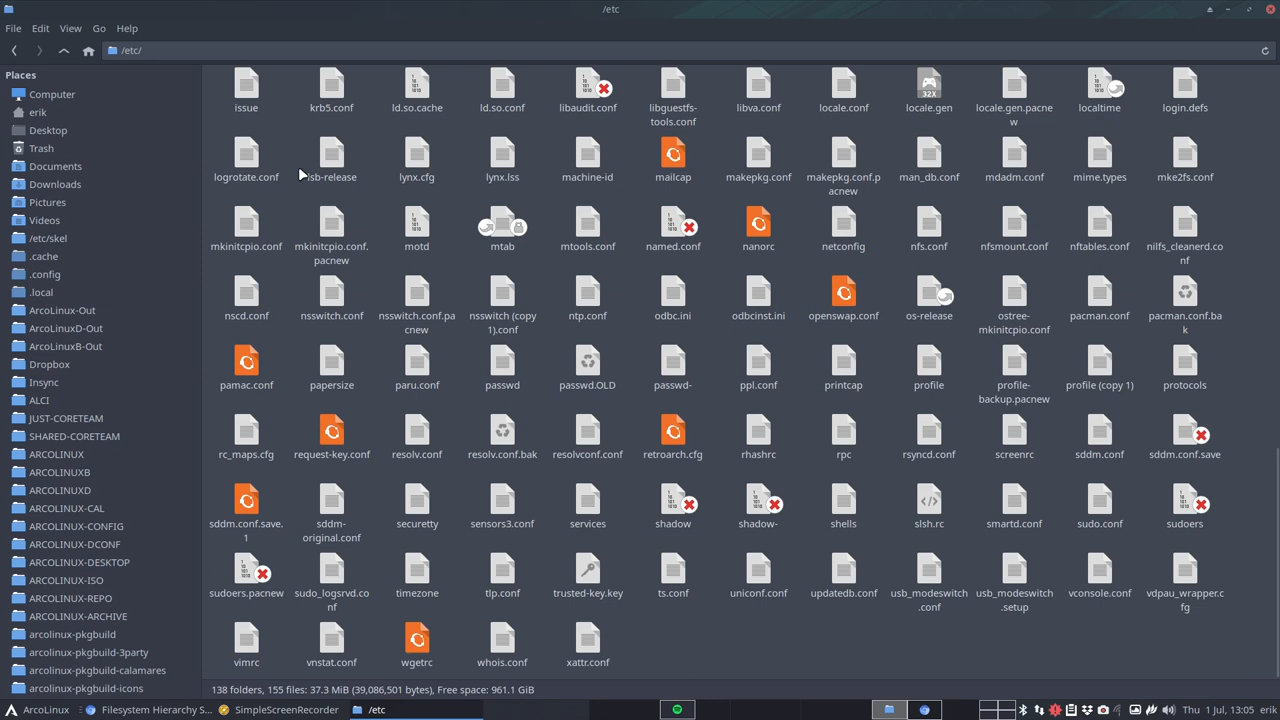 /etc
File Edit View Go Help
/etc/
Places
Computer
erik
Desktop
Trash
Documents
Downloads
Pictures
Videos
/etc/skel
.cache
.config
.local
ArcoLinux-Out
ArcoLinuxD-Out
ArcoLinuxB-Out
Dropbox
Insync
ALCI
JUST-CORETEAM
SHARED-CORETEAM
ARCOLINUX
ARCOLINUXB
ARCOLINUXD
ARCOLINUX-CAL
ARCOLINUX-CONFIG
ARCOLINUX-DCONF
ARCOLINUX-DESKTOP
ARCOLINUX-ISO
ARCOLINUX-REPO
ARCOLINUX-ARCHIVE
arcolinux-pkgbuild
arcolinux-pkgbuild-3party
arcolinux-pkgbuild-calamares
arcolinux-pkgbuild-icons
issue
krb5.conf
ld.so.cache
ld.so.conf
libaudit.conf
libguestfs-
tools.conf
libva.conf
locale.conf
32X
locale.gen
locale.gen.pacne
w
localtime
login.defs
logrotate.conf
lsb-release
lynx.cfg
lynx.lss
machine-id
mailcap
makepkg.conf
makepkg.conf.p
acnew
man_db.conf
mdadm.conf
mime.types
mke2fs.conf
mkinitcpio.conf
mkinitcpio.conf.
pacnew
motd
mtab
mtools.conf
named.conf
nanorc
netconfig
nfs.conf
nfsmount.conf
nftables.conf
nilfs_cleanerd.co
nf
nscd.conf
nsswitch.conf
nsswitch.conf.pa
cnew
nsswitch (copy
1).conf
ntp.conf
odbc.ini
odbcinst.ini
openswap.conf
os-release
ostree-
mkinitcpio.conf
pacman.conf
pacman.conf.ba
k
pamac.conf
papersize
paru.conf
passwd
passwd.OLD
passwd-
ppl.conf
printcap
profile
profile-
backup.pacnew
profile (copy 1)
protocols
rc_maps.cfg
request-key.conf
resolv.conf
resolv.conf.bak
resolvconf.conf
retroarch.cfg
rhashrc
rpc
rsyncd.conf
screenrc
sddm.conf
sddm.conf.save
sddm.conf.save.
1
sddm-
original.conf
securetty
sensors3.conf
services
shadow
shadow-
shells
slsh.rc
smartd.conf
sudo.conf
sudoers
sudoers.pacnew
sudo_logsrvd.co
nf
timezone
tlp.conf
trusted-key.key
ts.conf
uniconf.conf
updatedb.conf
usb_modeswitch
.conf
usb_modeswitch
.setup
vconsole.conf
vdpau_wrapper.c
fg
vimrc
vnstat.conf
wgetrc
whois.conf
xattr.conf
138 folders, 155 files: 37.3 MiB (39,086,501 bytes), Free space: 961.1 GiB
ArcoLinux
Filesystem Hierarchy S...
SimpleScreenRecorder
/etc
Thu 1 Jul, 13:05 erik